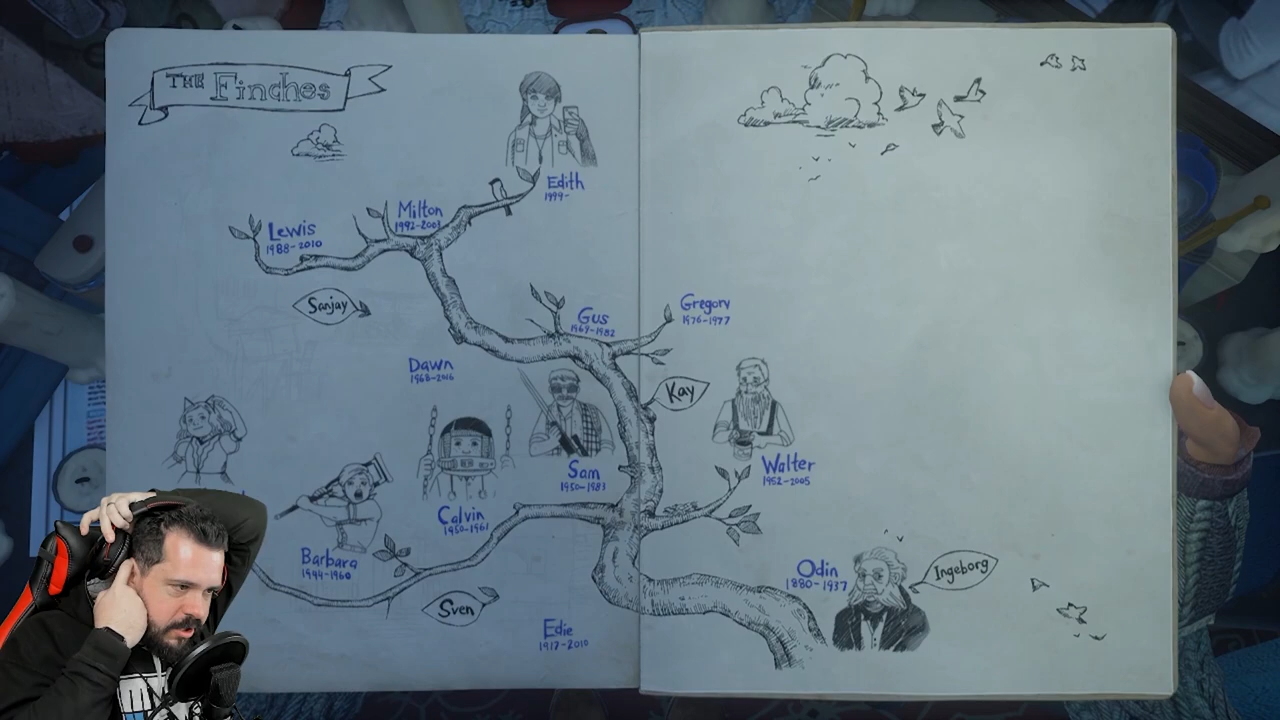 THE Finches
Edith
1999-
Milton
1992-2003
Lewis
1988-2010
Sanjay
Gregory
1976-1977
Gus
1969-1982
Dawn
1968-2016
Kay
Sam
1950-1983
Walter
1952-2005
Calvin
1950-1961
Barbara
1944-1960
Sven
Odin
1880-1937
Ingeborg
Edie
1917-2010